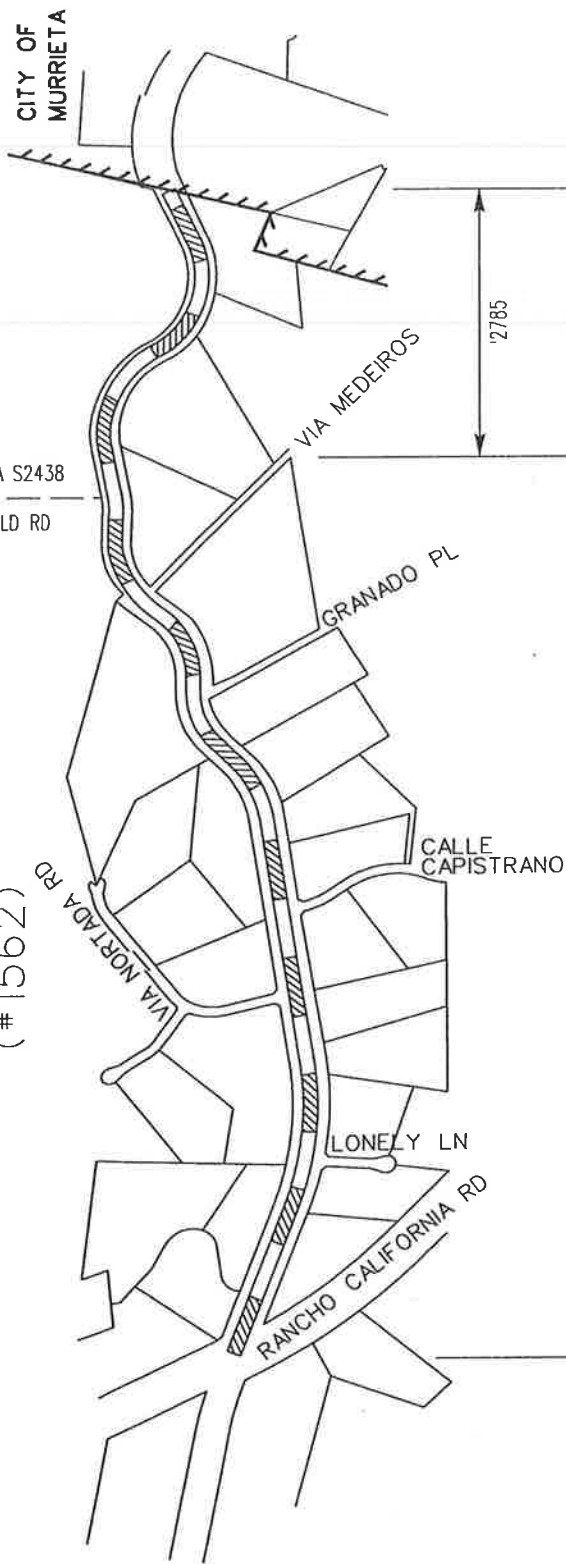 CITY OF
MURRIETA
'2785
VIA MEDEIROS
A S2438
LD RD
GRANADO PL
CALLE
CAPISTRANO
VIA NORTADA RD
(#1562)
LONELY LN
RANCHO CALIFORNIA RD